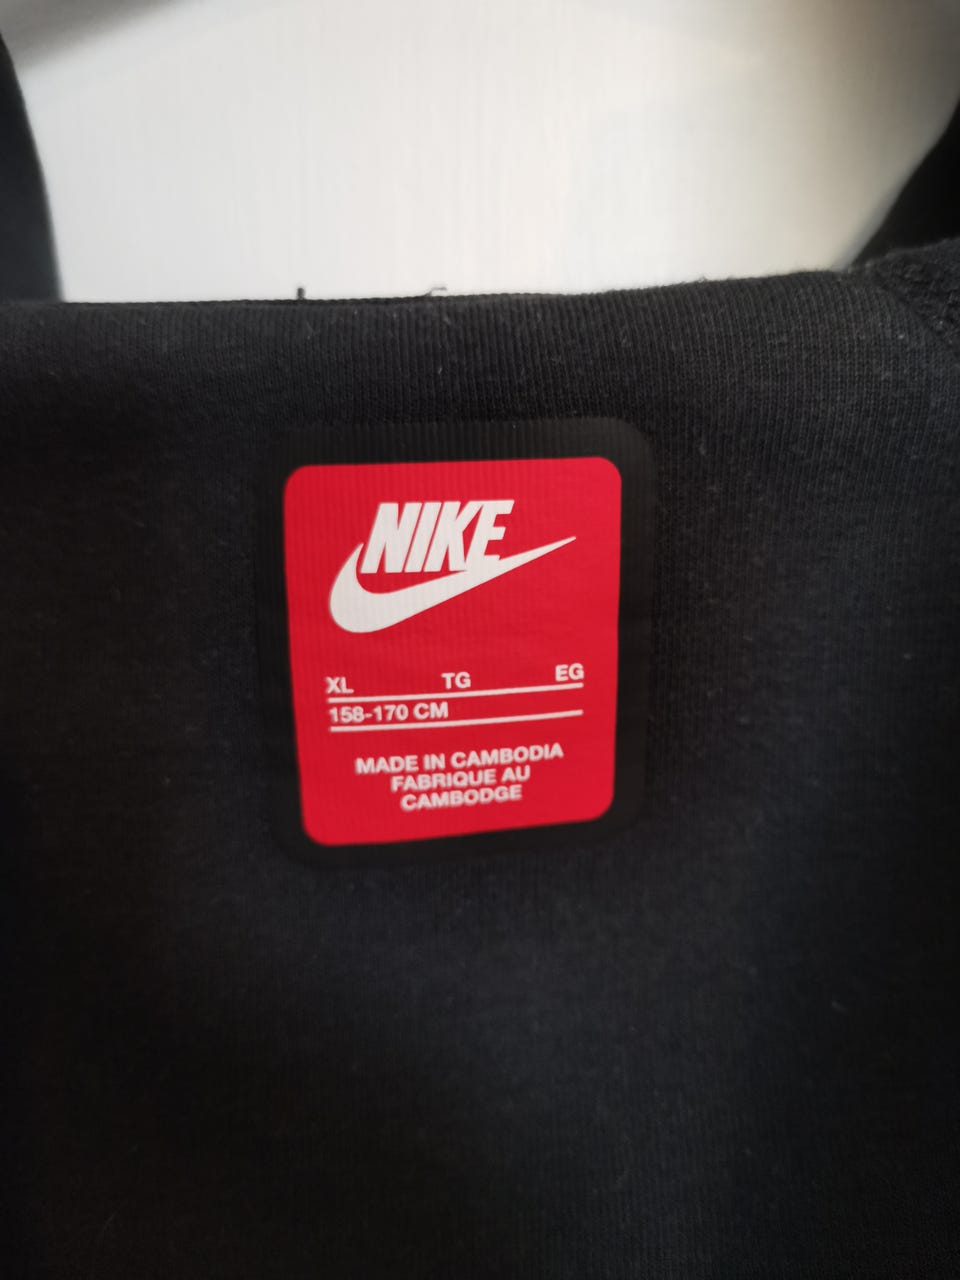 NIKE
XL TG EG
158-170 CM
MADE IN CAMBODIA
FABRIQUE AU
CAMBODGE